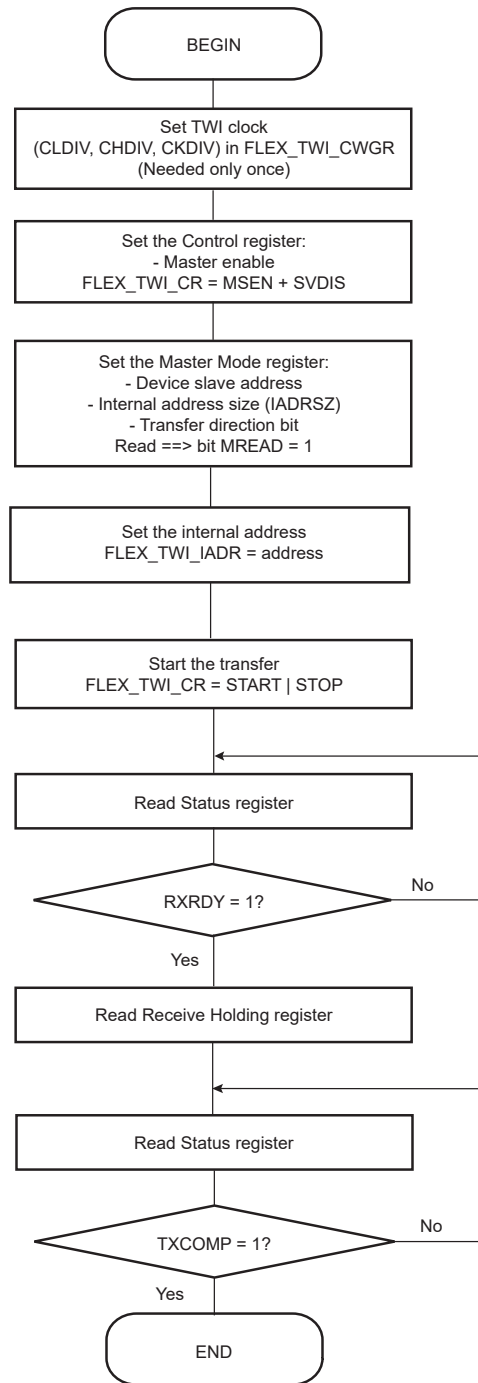 BEGIN
Set TWI clock
(CLDIV, CHDIV, CKDIV) in FLEX_TWI_CWGR
(Needed only once)
Set the Control register:
- Master enable
FLEX_TWI_CR = MSEN + SVDIS
Set the Master Mode register:
- Device slave address
- Internal address size (IADRSZ)
- Transfer direction bit
Read ==> bit MREAD = 1
Set the internal address
FLEX_TWI_IADR = address
Start the transfer
FLEX_TWI_CR = START | STOP
Read Status register
RXRDY = 1?
No
Yes
Read Receive Holding register
Read Status register
TXCOMP = 1?
No
Yes
END